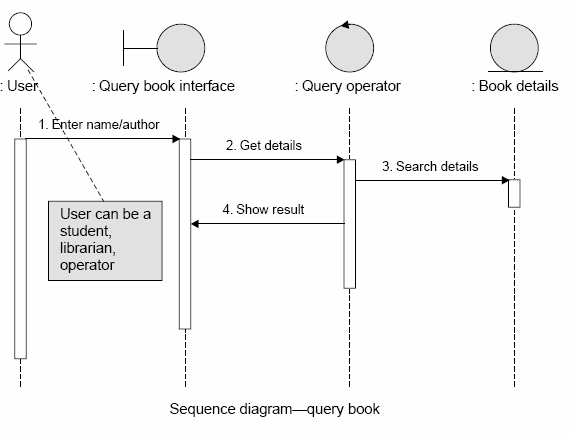 : User
: Query book interface
: Query operator
: Book details
1. Enter name/author
2. Get details
3. Search details
4. Show result
User can be a
student,
librarian,
operator
Sequence diagram—query book